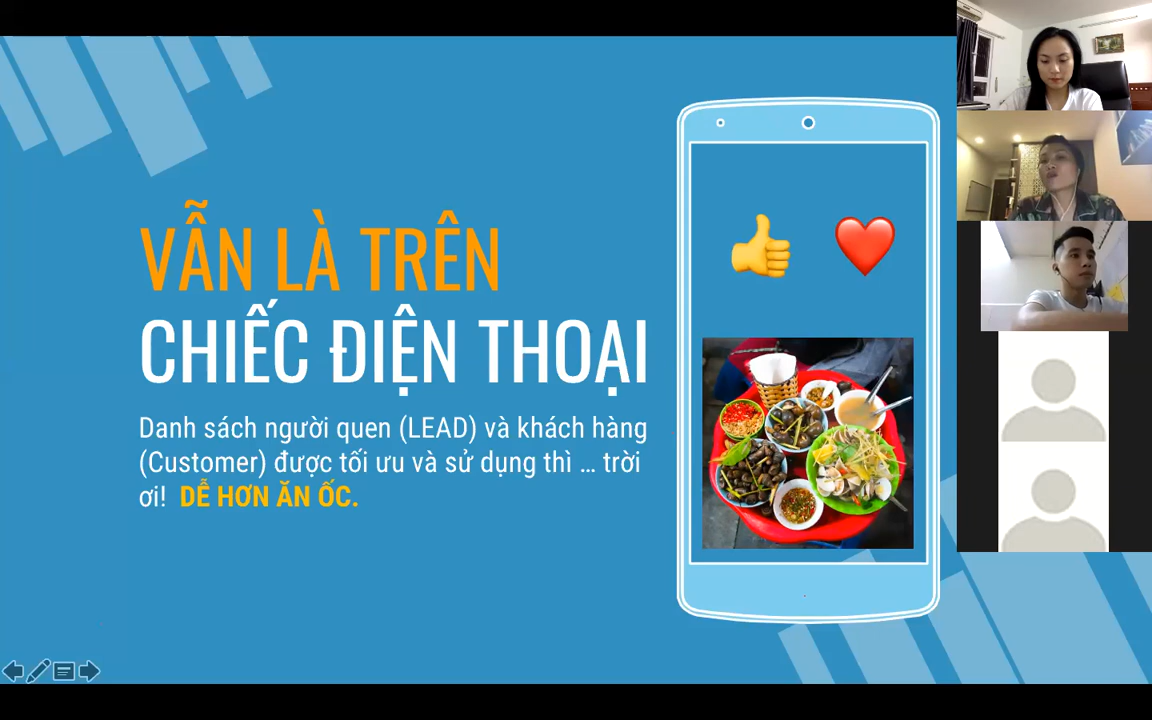 VẪN LÀ TRÊN
CHIẾC ĐIỆN THOẠI
Danh sách người quen (LEAD) và khách hàng
(Customer) được tối ưu và sử dụng thì ... trời
ơi! DỄ HƠN ĂN ỐC.